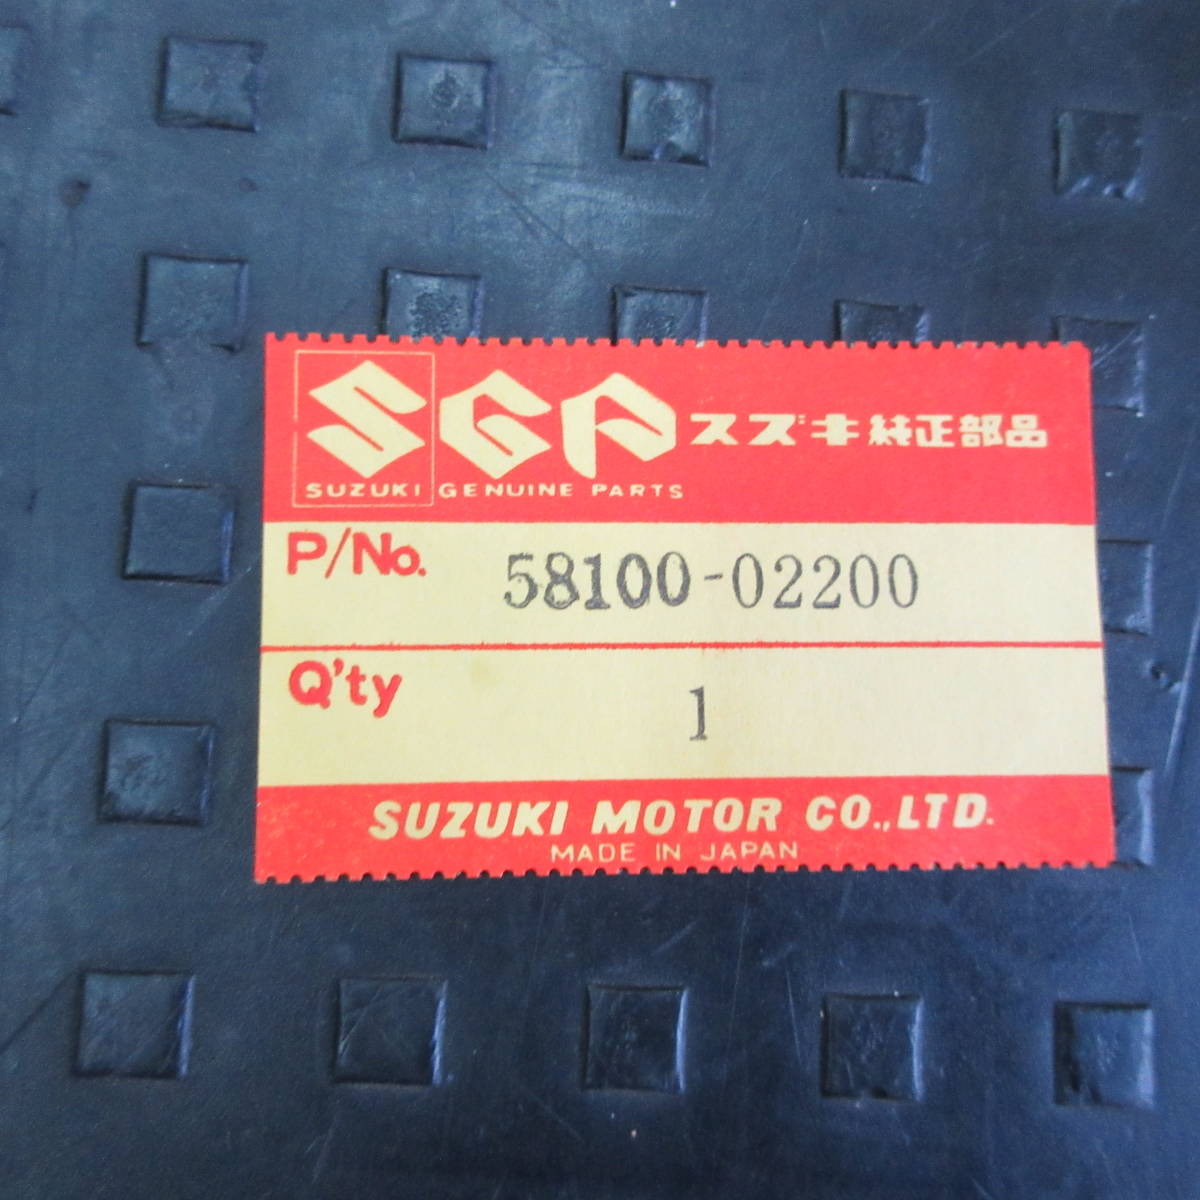 SGP スズキ純正部品
SUZUKI GENUINE PARTS
P/No. 58100-02200
Q'ty 1
SUZUKI MOTOR CO.,LTD.
MADE IN JAPAN